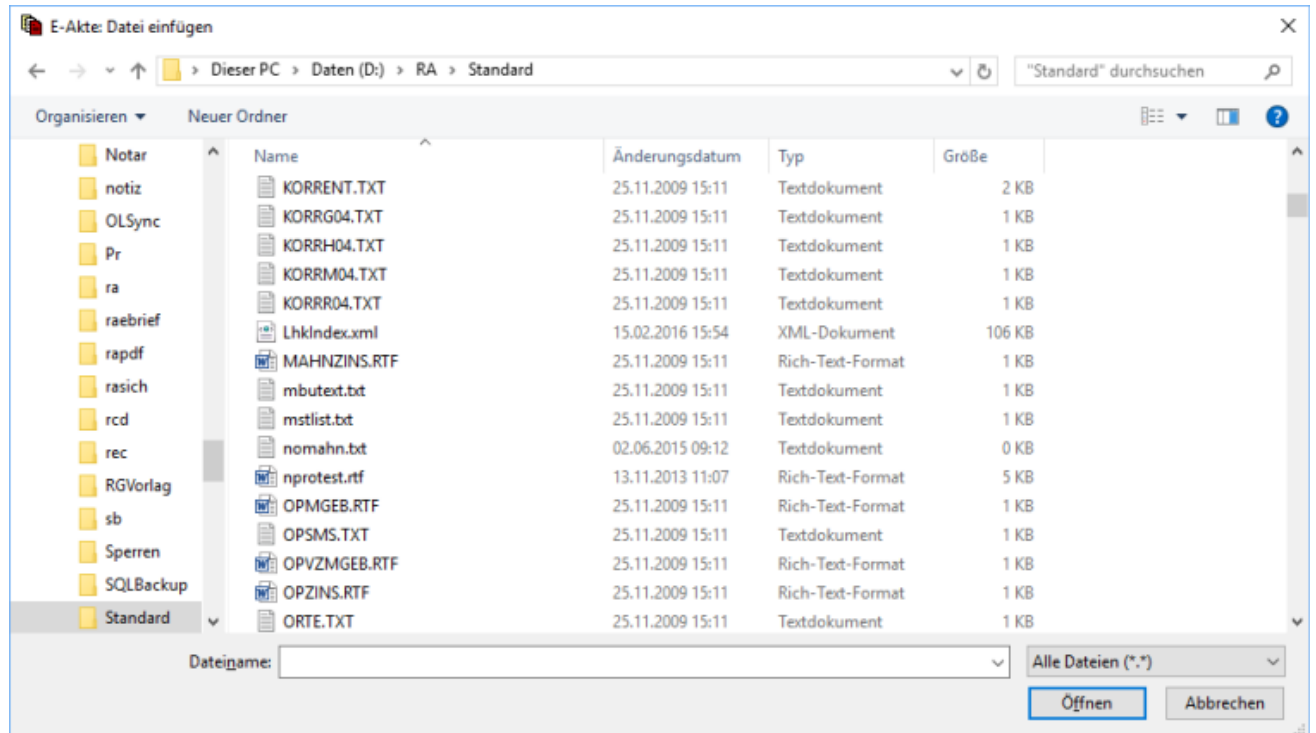 E-Akte: Datei einfügen
Dieser PC > Daten (D:) > RA > Standard
"Standard" durchsuchen
Organisieren
Neuer Ordner
Notar
notiz
OLSync
Pr
ra
raebrief
rapdf
rasich
rcd
rec
RGVorlag
sb
Sperren
SQLBackup
Standard
Name Änderungsdatum Typ Größe
KORRENT.TXT 25.11.2009 15:11 Textdokument 2 KB
KORRG04.TXT 25.11.2009 15:11 Textdokument 1 KB
KORRH04.TXT 25.11.2009 15:11 Textdokument 1 KB
KORRM04.TXT 25.11.2009 15:11 Textdokument 1 KB
KORRR04.TXT 25.11.2009 15:11 Textdokument 1 KB
LhkIndex.xml 15.02.2016 15:54 XML-Dokument 106 KB
MAHNZINS.RTF 25.11.2009 15:11 Rich-Text-Format 1 KB
mbutext.txt 25.11.2009 15:11 Textdokument 1 KB
mstlist.txt 25.11.2009 15:11 Textdokument 1 KB
nomahn.txt 02.06.2015 09:12 Textdokument 0 KB
nprotest.rtf 13.11.2013 11:07 Rich-Text-Format 5 KB
OPMGEB.RTF 25.11.2009 15:11 Rich-Text-Format 1 KB
OPSMS.TXT 25.11.2009 15:11 Textdokument 1 KB
OPVZMGEB.RTF 25.11.2009 15:11 Rich-Text-Format 1 KB
OPZINS.RTF 25.11.2009 15:11 Rich-Text-Format 1 KB
ORTE.TXT 25.11.2009 15:11 Textdokument 1 KB
Dateiname:
Alle Dateien (*.*)
Öffnen
Abbrechen